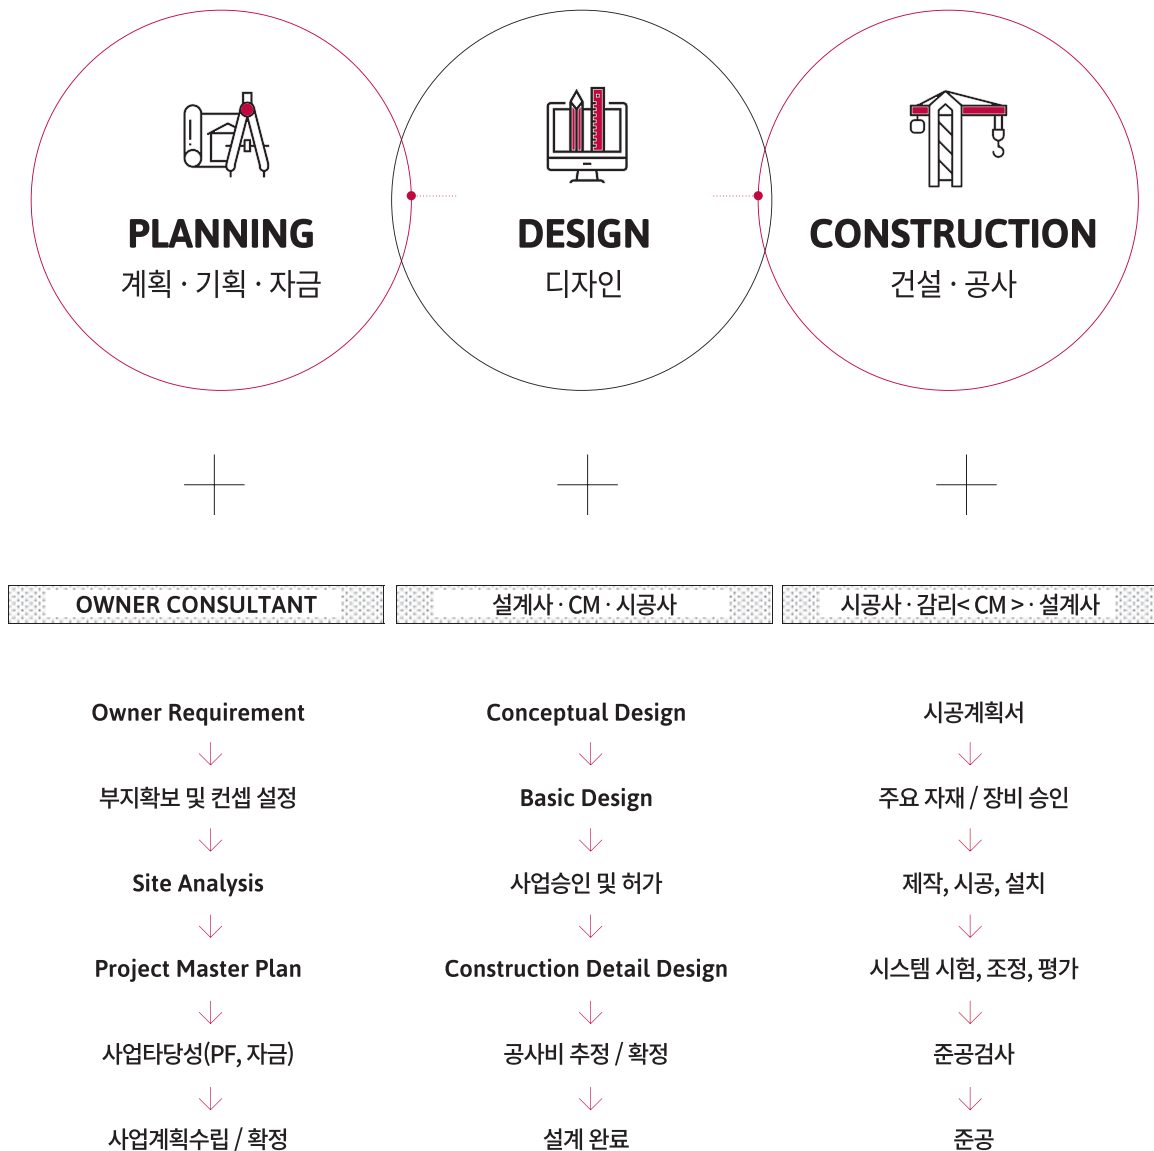 PLANNING
계획 · 기획 · 자금
DESIGN
디자인
CONSTRUCTION
건설 · 공사
OWNER CONSULTANT
Owner Requirement
부지확보 및 컨셉 설정
Site Analysis
Project Master Plan
사업타당성(PF, 자금)
사업계획수립 / 확정
설계사 · CM · 시공사
Conceptual Design
Basic Design
사업승인 및 허가
Construction Detail Design
공사비 추정 / 확정
설계 완료
시공사 · 감리< CM > · 설계사
시공계획서
주요 자재 / 장비 승인
제작, 시공, 설치
시스템 시험, 조정, 평가
준공검사
준공